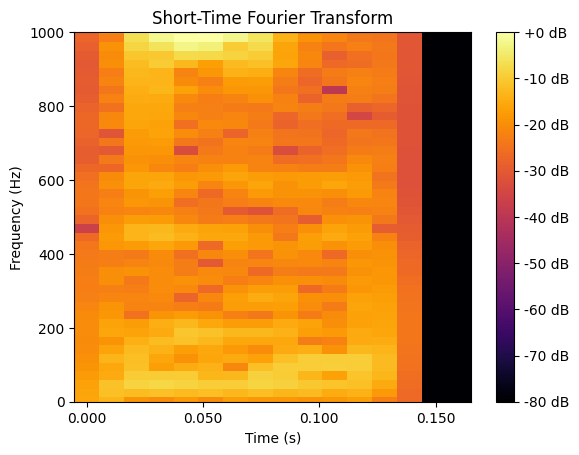 Short-Time Fourier Transform
1000
800
600
400
200
0
Frequency (Hz)
0.000
0.050
0.100
0.150
Time (s)
+0 dB
-10 dB
-20 dB
-30 dB
-40 dB
-50 dB
-60 dB
-70 dB
-80 dB